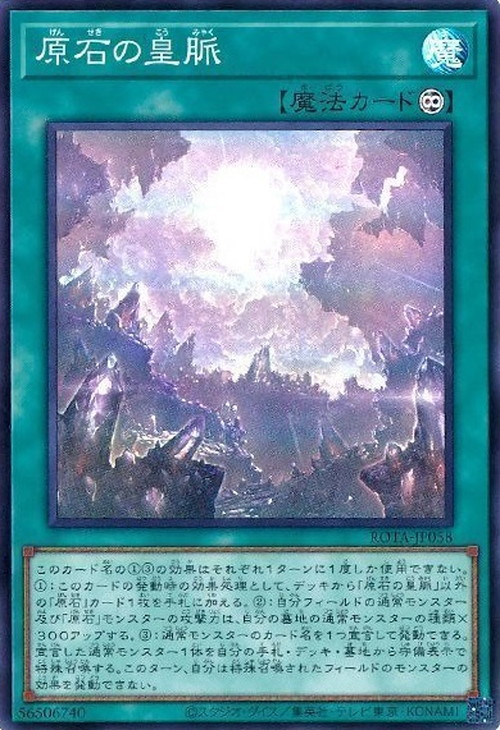 原石の皇脈
魔
【魔法カード】
ROTA-JP058
このカード名の①③の効果はそれぞれ1ターンに1度しか使用できない。
①:このカードの発動時の効果処理として、デッキから「原石の皇脈」以外
の「原石」カード1枚を手札に加える。②:自分フィールドの通常モンスター
及び「原石」モンスターの攻撃力は、自分の墓地の通常モンスターの種類×
300アップする。③:通常モンスターのカード名を1つ宣言して発動できる。
宣言した通常モンスター1体を自分の手札・デッキ・墓地から守備表示で
特殊召喚する。このターン、自分は特殊召喚されたフィールドのモンスターの
効果を発動できない。
56506740
©スタジオ・ダイス/集英社・テレビ東京・KONAMI